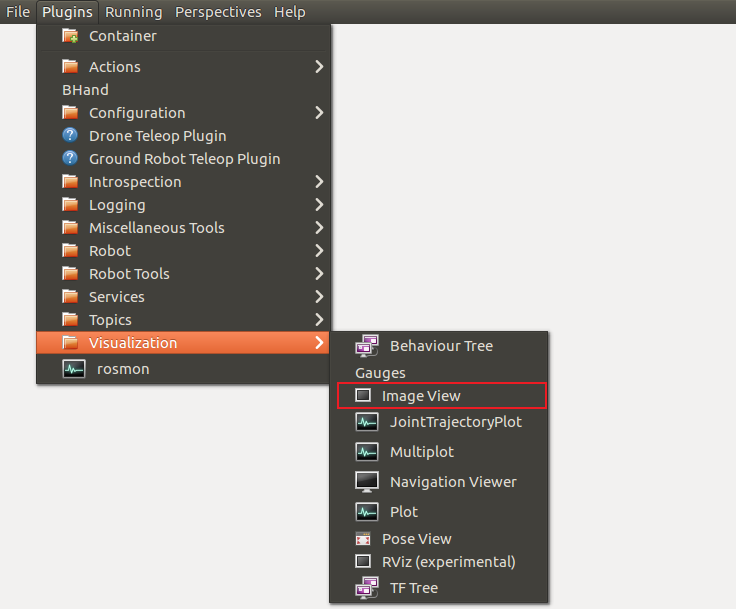 File Plugins Running Perspectives Help
Container
Actions
BHand
Configuration
Drone Teleop Plugin
Ground Robot Teleop Plugin
Introspection
Logging
Miscellaneous Tools
Robot
Robot Tools
Services
Topics
Visualization
rosmon
Behaviour Tree
Gauges
Image View
JointTrajectoryPlot
Multiplot
Navigation Viewer
Plot
Pose View
RViz (experimental)
TF Tree